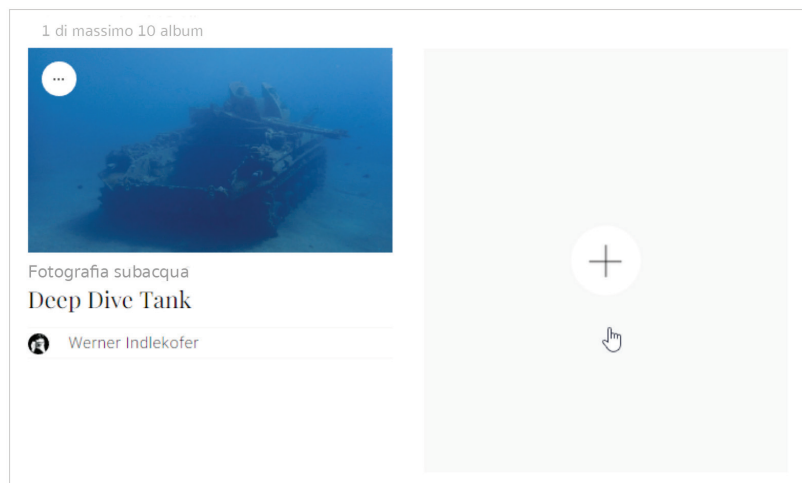 1 di massimo 10 album
Fotografia subacqua
Deep Dive Tank
Werner Indlekofer